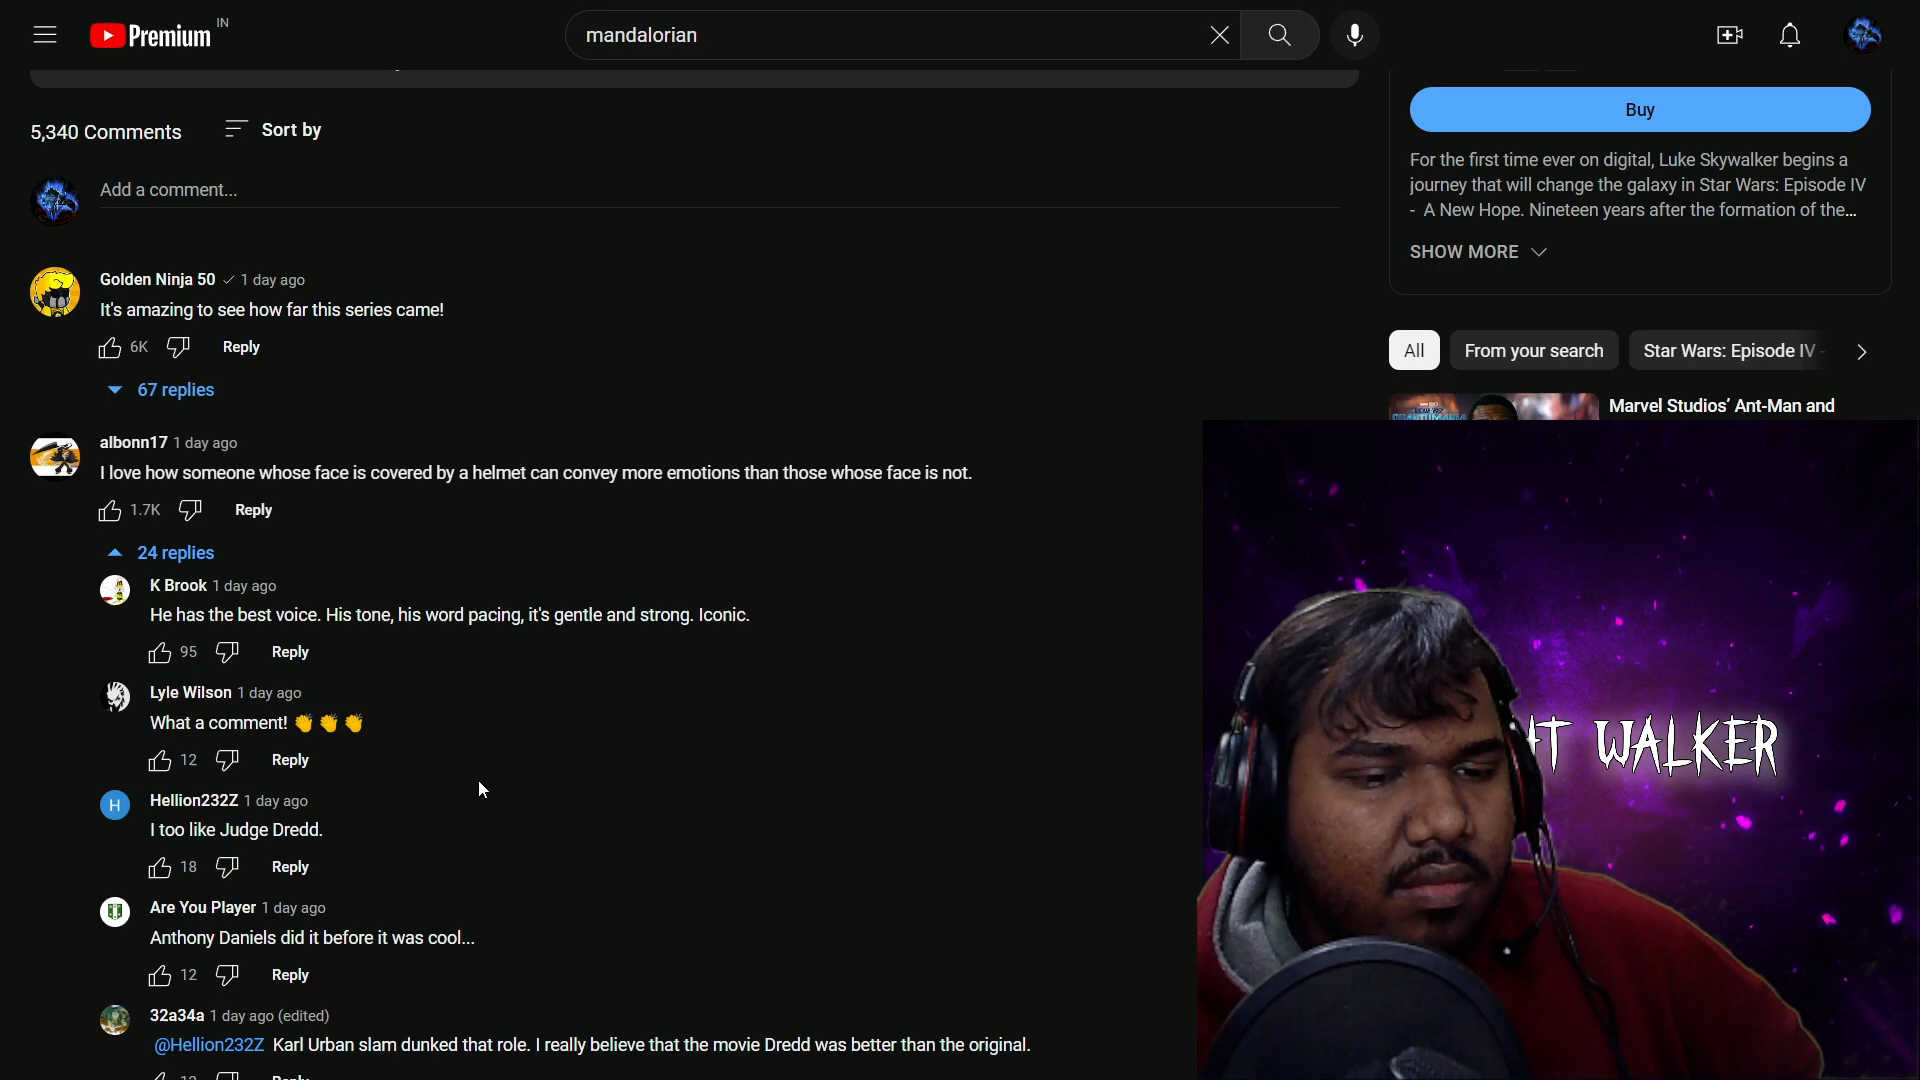 Premium IN
mandalorian
5,340 Comments
Sort by
Add a comment...
Golden Ninja 50 1 day ago
It's amazing to see how far this series came!
6K
Reply
67 replies
albonn17 1 day ago
I love how someone whose face is covered by a helmet can convey more emotions than those whose face is not.
1.7K
Reply
24 replies
K Brook 1 day ago
He has the best voice. His tone, his word pacing, it's gentle and strong. Iconic.
95
Reply
Lyle Wilson 1 day ago
What a comment! 👏👏👏
12
Reply
H
Hellion232Z 1 day ago
I too like Judge Dredd.
18
Reply
Are You Player 1 day ago
Anthony Daniels did it before it was cool...
12
Reply
32a34a 1 day ago (edited)
@Hellion232Z Karl Urban slam dunked that role. I really believe that the movie Dredd was better than the original.
12
Reply
Buy
For the first time ever on digital, Luke Skywalker begins a
journey that will change the galaxy in Star Wars: Episode IV
- A New Hope. Nineteen years after the formation of the...
SHOW MORE
All
From your search
Star Wars: Episode IV -
Marvel Studios' Ant-Man and
WALKER